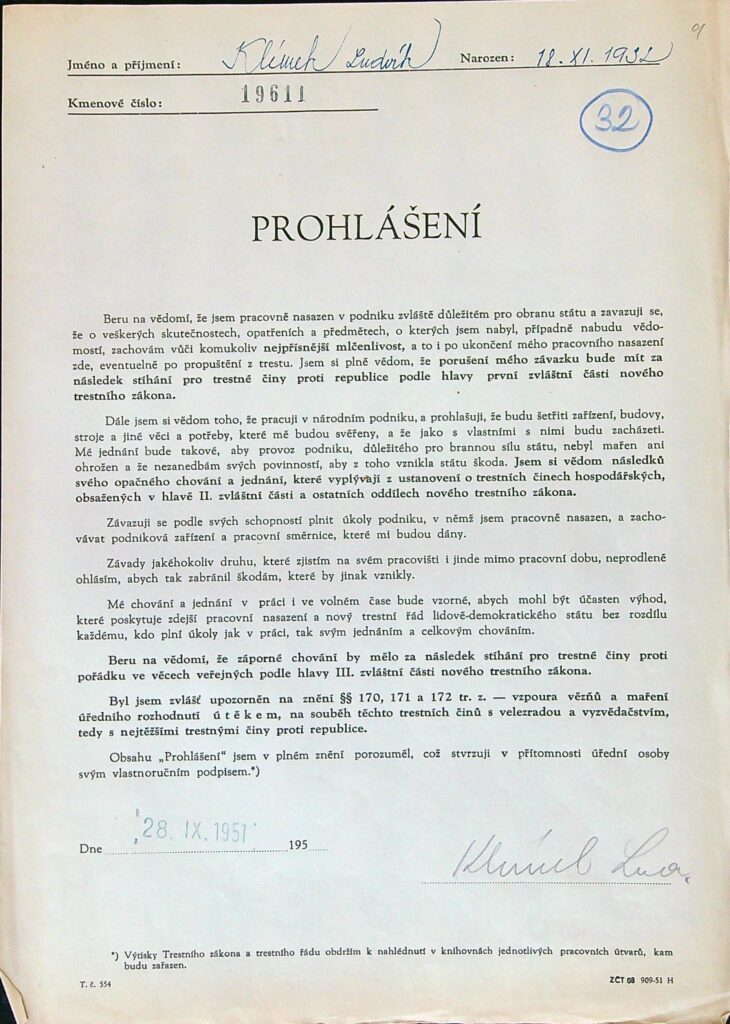 9
Jméno a příjmení: Klímek Ludvík Narozen: 18. XI. 1932
Kmenové číslo: 19611
32
PROHLÁŠENÍ
Beru na vědomí, že jsem pracovně nasazen v podniku zvláště důležitém pro obranu státu a zavazuji se,
že o veškerých skutečnostech, opatřeních a předmětech, o kterých jsem nabyl, případně nabudu vědo-
mostí, zachovám vůči komukoliv nejpřísnější mlčenlivost, a to i po ukončení mého pracovního nasazení
zde, eventuelně po propuštění z trestu. Jsem si plně vědom, že porušení mého závazku bude mít za
následek stíhání pro trestné činy proti republice podle hlavy první zvláštní části nového
trestního zákona.
Dále jsem si vědom toho, že pracuji v národním podniku, a prohlašuji, že budu šetřiti zařízení, budovy,
stroje a jiné věci a potřeby, které mě budou svěřeny, a že jako s vlastními s nimi budu zacházeti.
Mé jednání bude takové, aby provoz podniku, důležitého pro brannou sílu státu, nebyl mařen ani
ohrožen a že nezanedbám svých povinností, aby z toho vznikla státu škoda. Jsem si vědom následků
svého opačného chování a jednání, které vyplývají z ustanovení o trestních činech hospodářských,
obsažených v hlavě II. zvláštní části a ostatních oddílech nového trestního zákona.
Závazuji se podle svých schopností plnit úkoly podniku, v němž jsem pracovně nasazen, a zacho-
vávat podniková zařízení a pracovní směrnice, které mi budou dány.
Závady jakéhokoliv druhu, které zjistím na svém pracovišti i jinde mimo pracovní dobu, neprodleně
ohlásím, abych tak zabránil škodám, které by jinak vznikly.
Mé chování a jednání v práci i ve volném čase bude vzorné, abych mohl být účasten výhod,
které poskytuje zdejší pracovní nasazení a nový trestní řád lidově-demokratického státu bez rozdílu
každému, kdo plní úkoly jak v práci, tak svým jednáním a celkovým chováním.
Beru na vědomí, že záporné chování by mělo za následek stíhání pro trestné činy proti
pořádku ve věcech veřejných podle hlavy III. zvláštní části nového trestního zákona.
Byl jsem zvlášť upozorněn na znění §§ 170, 171 a 172 tr. z. — vzpoura vězňů a maření
úředního rozhodnutí útěkem, na souběh těchto trestních činů s velezradou a vyzvědačstvím,
tedy s nejtěžšími trestnými činy proti republice.
Obsahu „Prohlášení“ jsem v plném znění porozuměl, což stvrzuji v přítomnosti úřední osoby
svým vlastnoručním podpisem.*)
Dne 28. IX. 1951 195
Klímek Lud.
*) Výtisky Trestního zákona a trestního řádu obdržím k nahlédnutí v knihovnách jednotlivých pracovních útvarů, kam
budu zařazen.
T. č. 554 ZČT 08 909-51 H